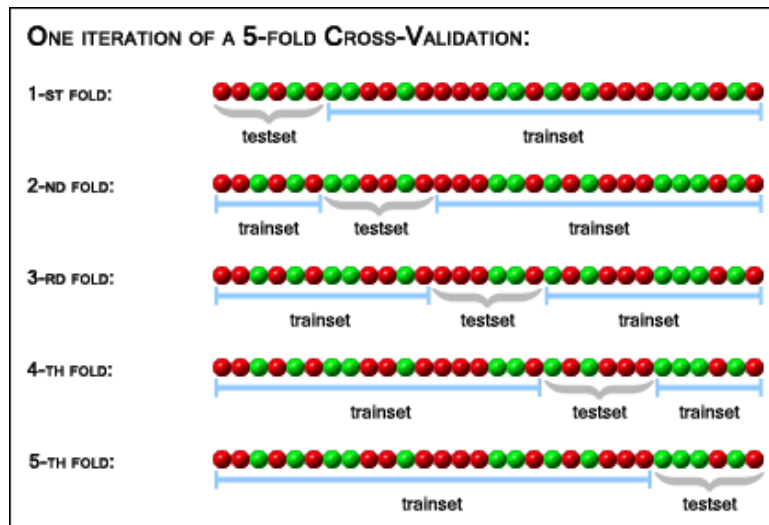 One iteration of a 5-fold Cross-Validation:
1-st fold:
testset trainset
2-nd fold:
trainset testset trainset
3-rd fold:
trainset testset trainset
4-th fold:
trainset testset trainset
5-th fold:
trainset testset